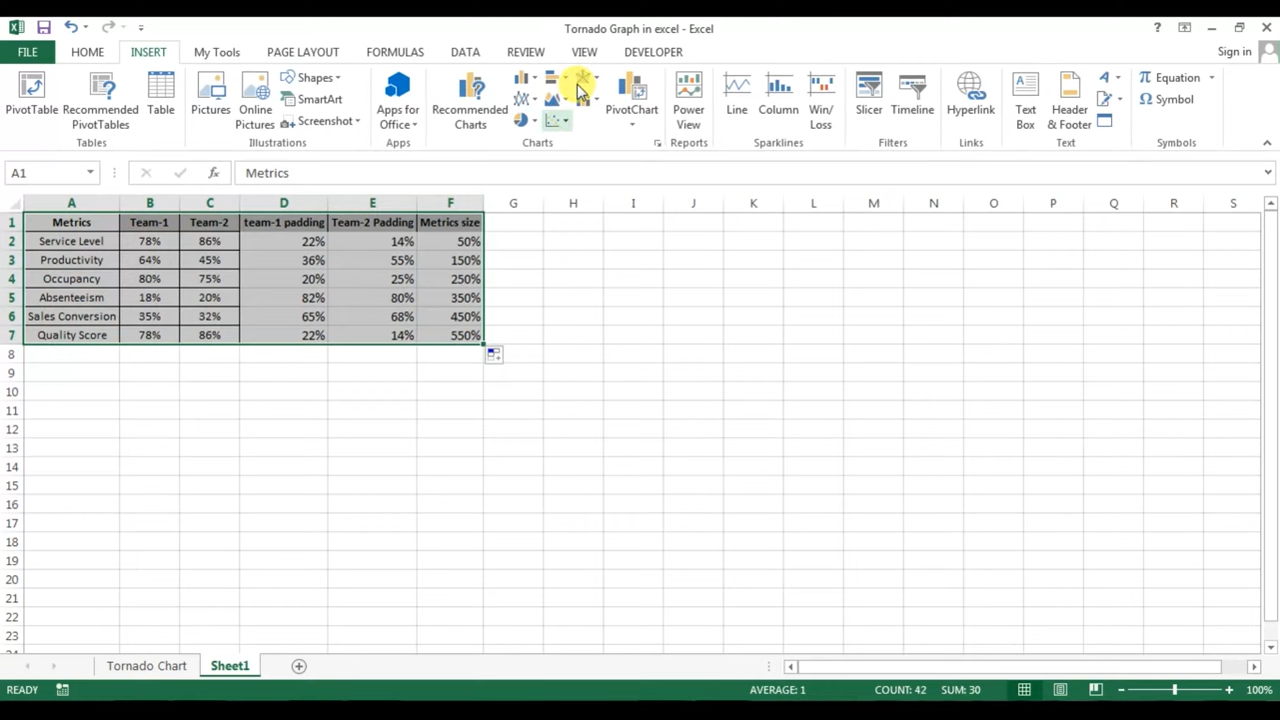 Tornado Graph in excel - Excel
Sign in
FILE HOME INSERT My Tools PAGE LAYOUT FORMULAS DATA REVIEW VIEW DEVELOPER
PivotTable
Recommended PivotTables
Table
Tables
Pictures
Online Pictures
Shapes
SmartArt
Screenshot
Illustrations
Apps for Office
Apps
Recommended Charts
PivotChart
Charts
Power View
Reports
Line
Column
Win/ Loss
Sparklines
Slicer
Timeline
Filters
Hyperlink
Links
Text Box
Header & Footer
Text
Equation
Symbol
Symbols
A1 fx Metrics
A B C D E F G H I J K L M N O P Q R S
1 Metrics Team-1 Team-2 team-1 padding Team-2 Padding Metrics size
2 Service Level 78% 86% 22% 14% 50%
3 Productivity 64% 45% 36% 55% 150%
4 Occupancy 80% 75% 20% 25% 250%
5 Absenteeism 18% 20% 82% 80% 350%
6 Sales Conversion 35% 32% 65% 68% 450%
7 Quality Score 78% 86% 22% 14% 550%
8
9
10
11
12
13
14
15
16
17
18
19
20
21
22
23
Tornado Chart Sheet1
READY AVERAGE: 1 COUNT: 42 SUM: 30 100%